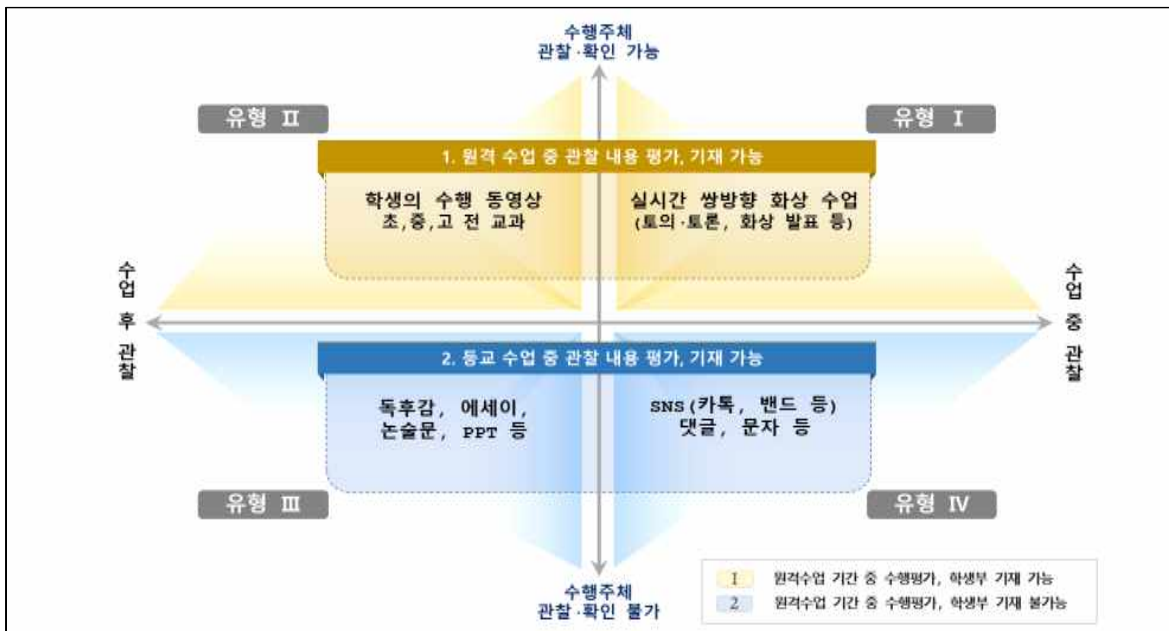 수행주체
관찰·확인 가능
유형 Ⅱ
유형 Ⅰ
1. 원격 수업 중 관찰 내용 평가, 기재 가능
학생의 수행 동영상
초,중,고 전 교과
실시간 쌍방향 화상 수업
(토의·토론, 화상 발표 등)
수업 후 관찰
수업 중 관찰
2. 등교 수업 중 관찰 내용 평가, 기재 가능
독후감, 에세이,
논술문, PPT 등
SNS(카톡, 밴드 등)
댓글, 문자 등
유형 Ⅲ
유형 Ⅳ
수행주체
관찰·확인 불가
1 원격수업 기간 중 수행평가, 학생부 기재 가능
2 원격수업 기간 중 수행평가, 학생부 기재 불가능